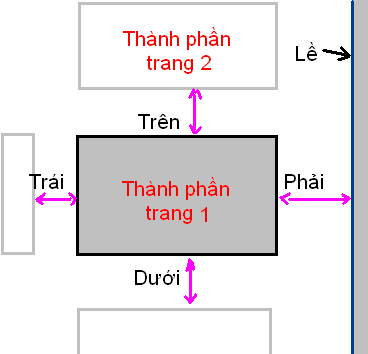 Thành phần
trang 2
Lề
Trên
Trái
Thành phần
trang 1
Phải
Dưới